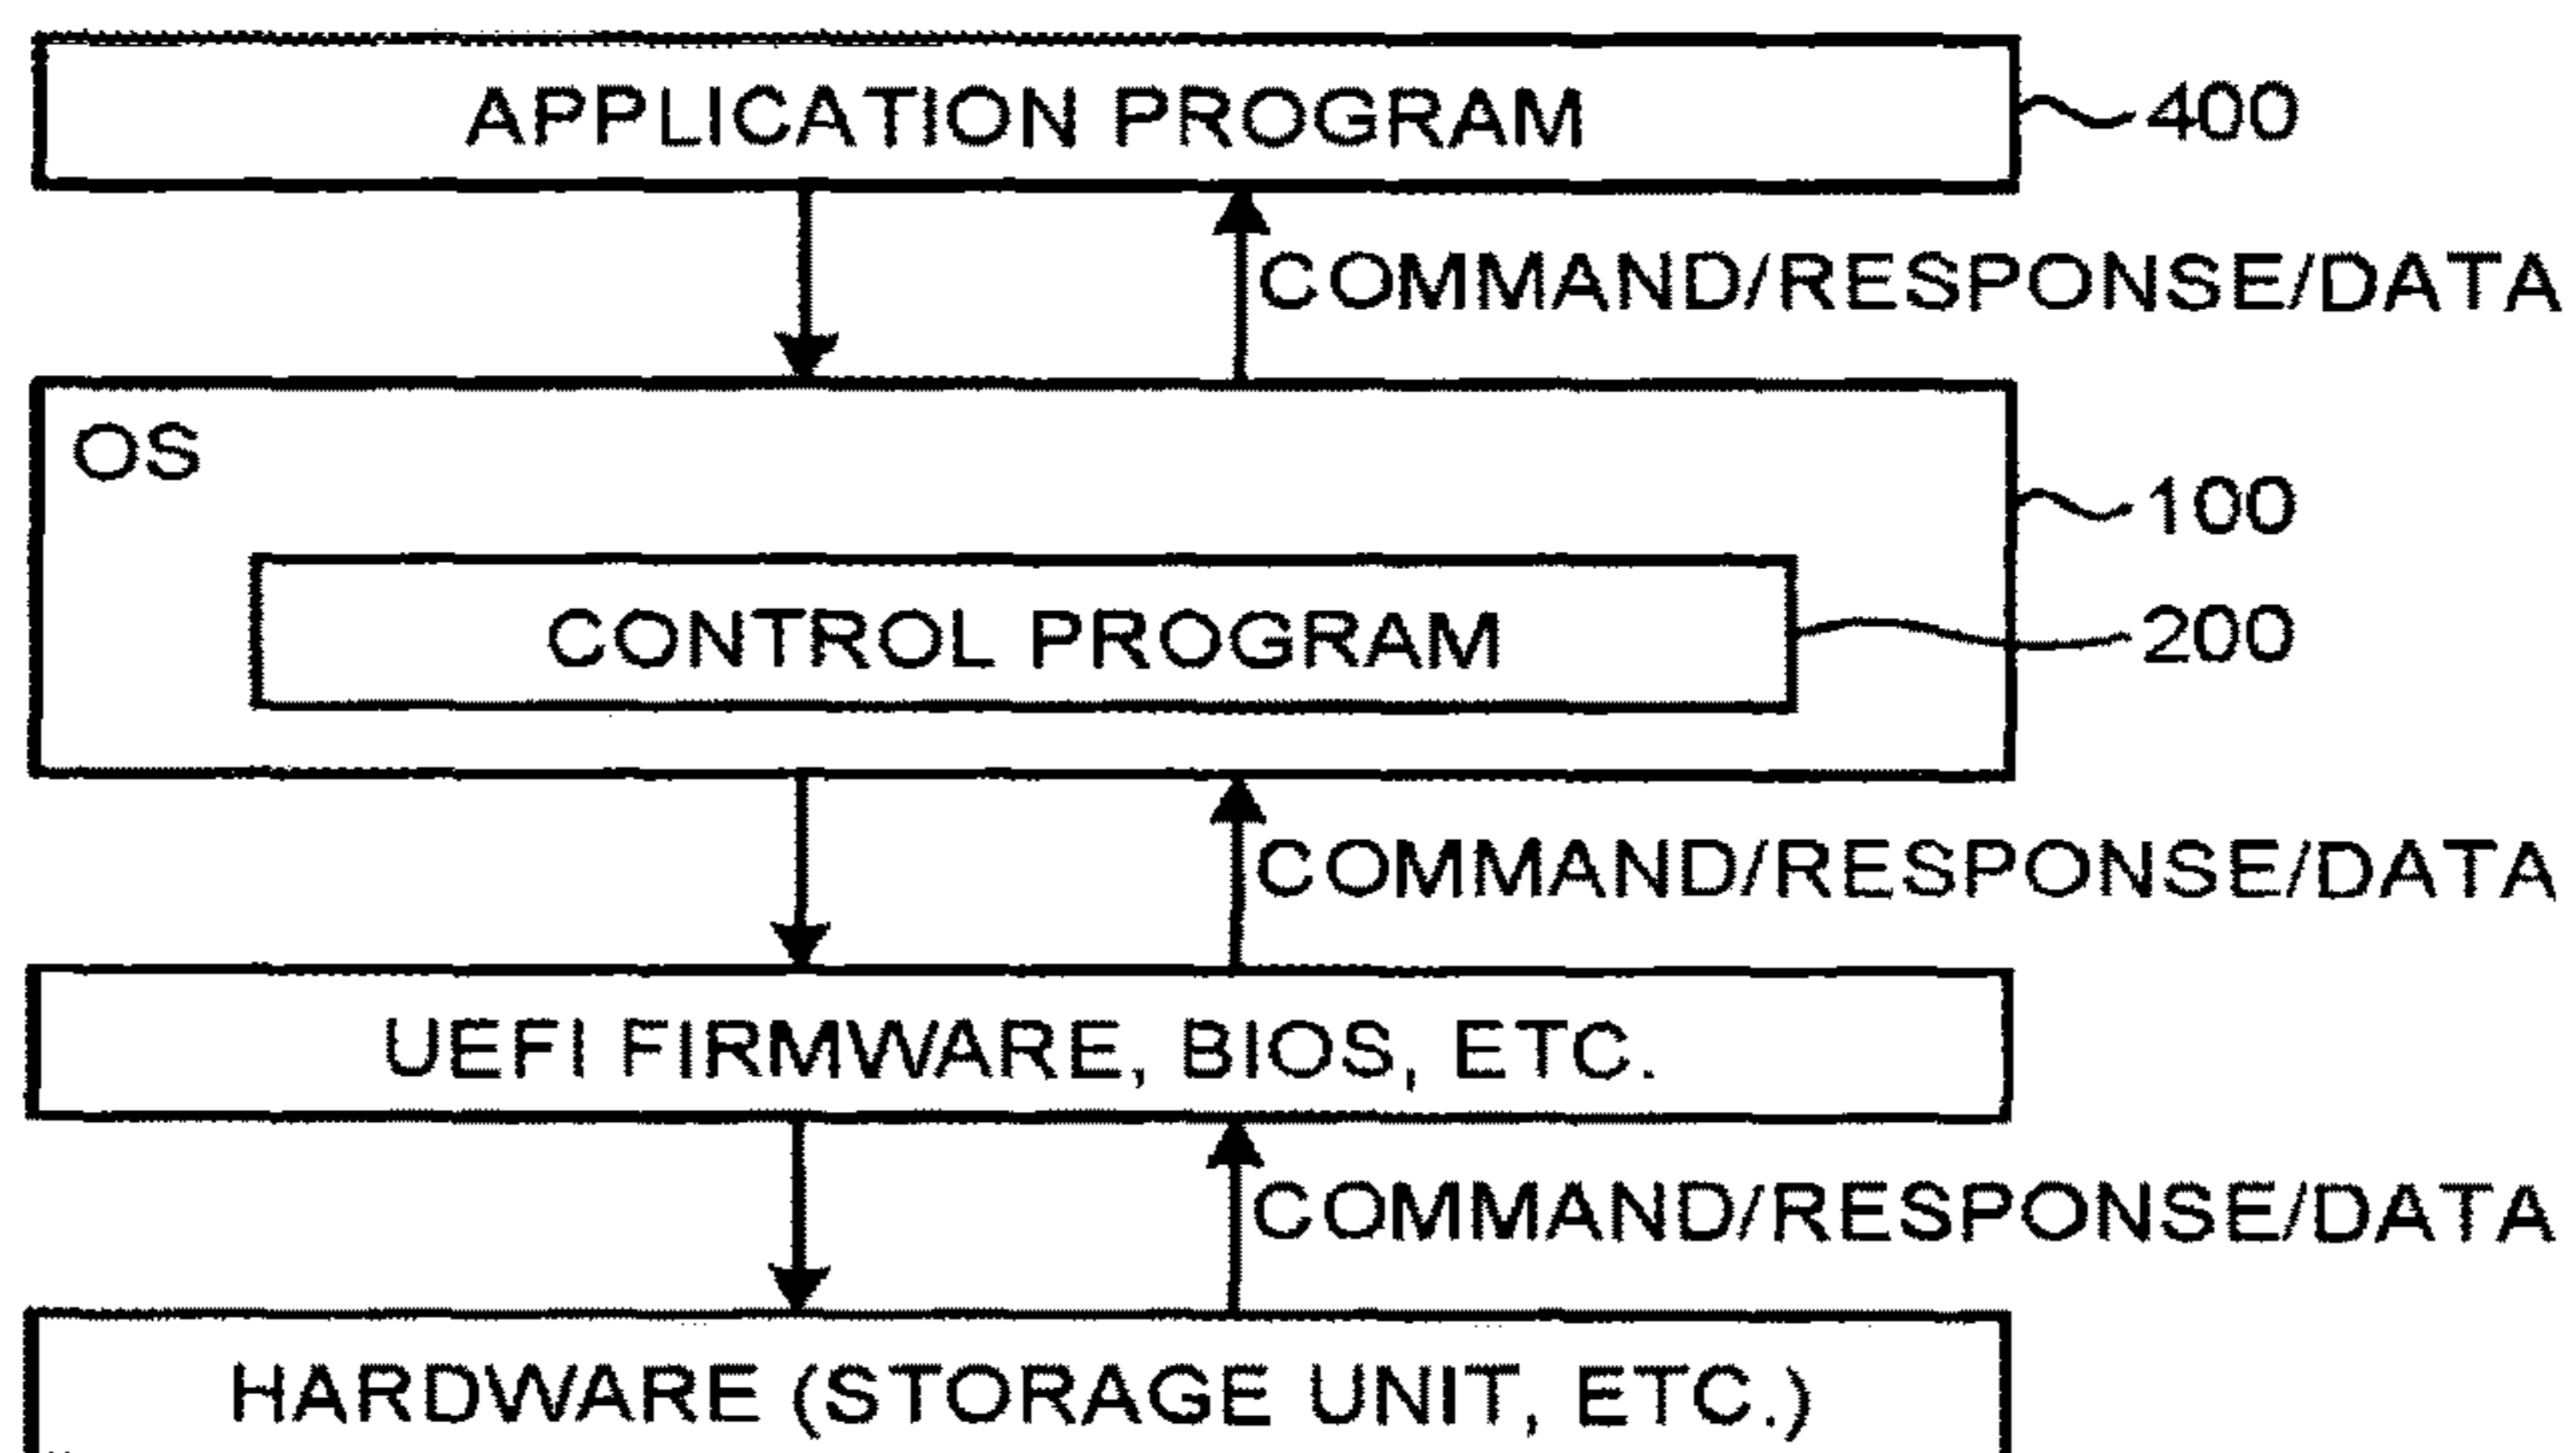 APPLICATION PROGRAM
400
COMMAND/RESPONSE/DATA
OS
100
CONTROL PROGRAM
200
COMMAND/RESPONSE/DATA
UEFI FIRMWARE, BIOS, ETC.
COMMAND/RESPONSE/DATA
HARDWARE (STORAGE UNIT, ETC.)